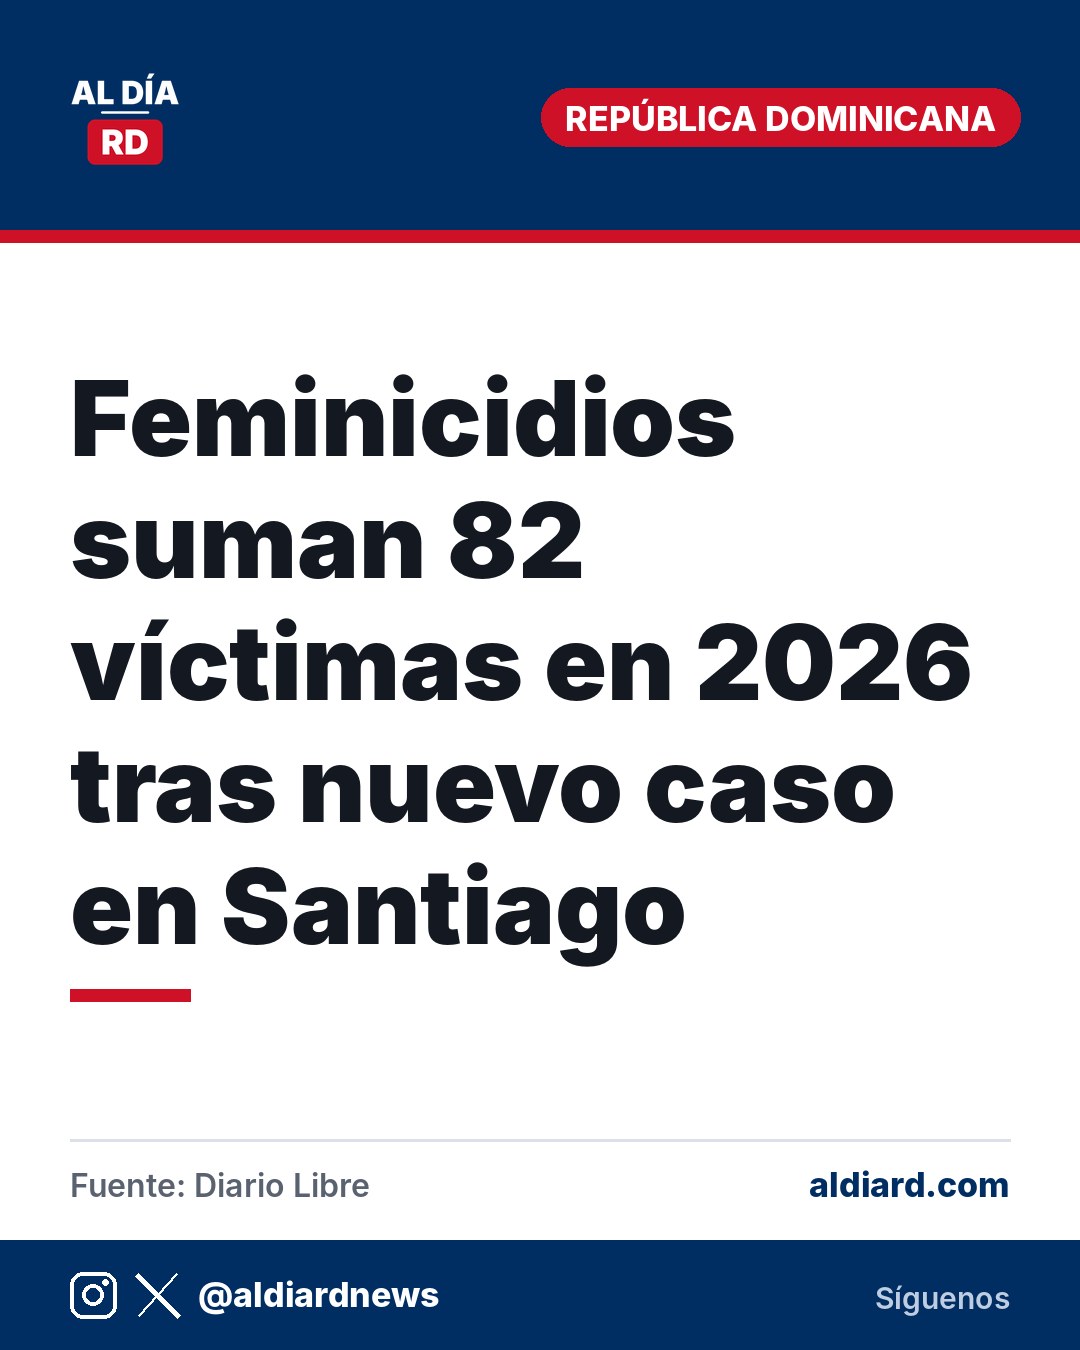 AL DÍA
RD
REPÚBLICA DOMINICANA
Feminicidios
suman 82
víctimas en 2026
tras nuevo caso
en Santiago
Fuente: Diario Libre
aldiard.com
@aldiardnews
Síguenos